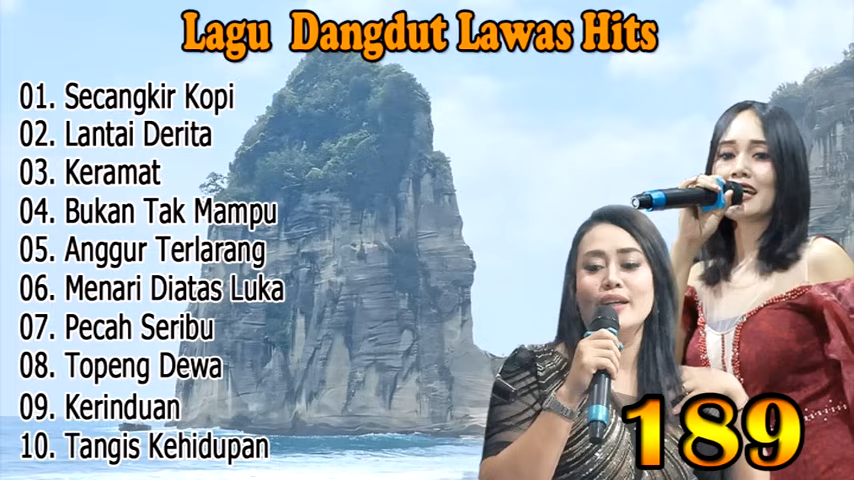 Lagu Dangdut Lawas Hits
01. Secangkir Kopi
02. Lantai Derita
03. Keramat
04. Bukan Tak Mampu
05. Anggur Terlarang
06. Menari Diatas Luka
07. Pecah Seribu
08. Topeng Dewa
09. Kerinduan
10. Tangis Kehidupan
189